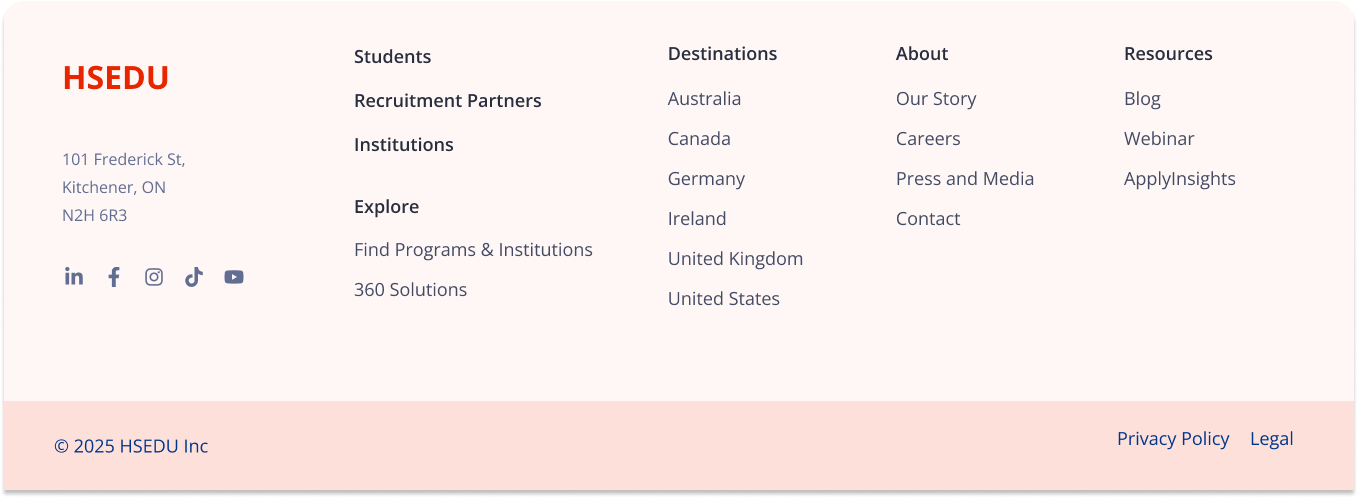 HSEDU
101 Frederick St,
Kitchener, ON
N2H 6R3
Students
Recruitment Partners
Institutions
Explore
Find Programs & Institutions
360 Solutions
Destinations
Australia
Canada
Germany
Ireland
United Kingdom
United States
About
Our Story
Careers
Press and Media
Contact
Resources
Blog
Webinar
ApplyInsights
© 2025 HSEDU Inc
Privacy Policy
Legal